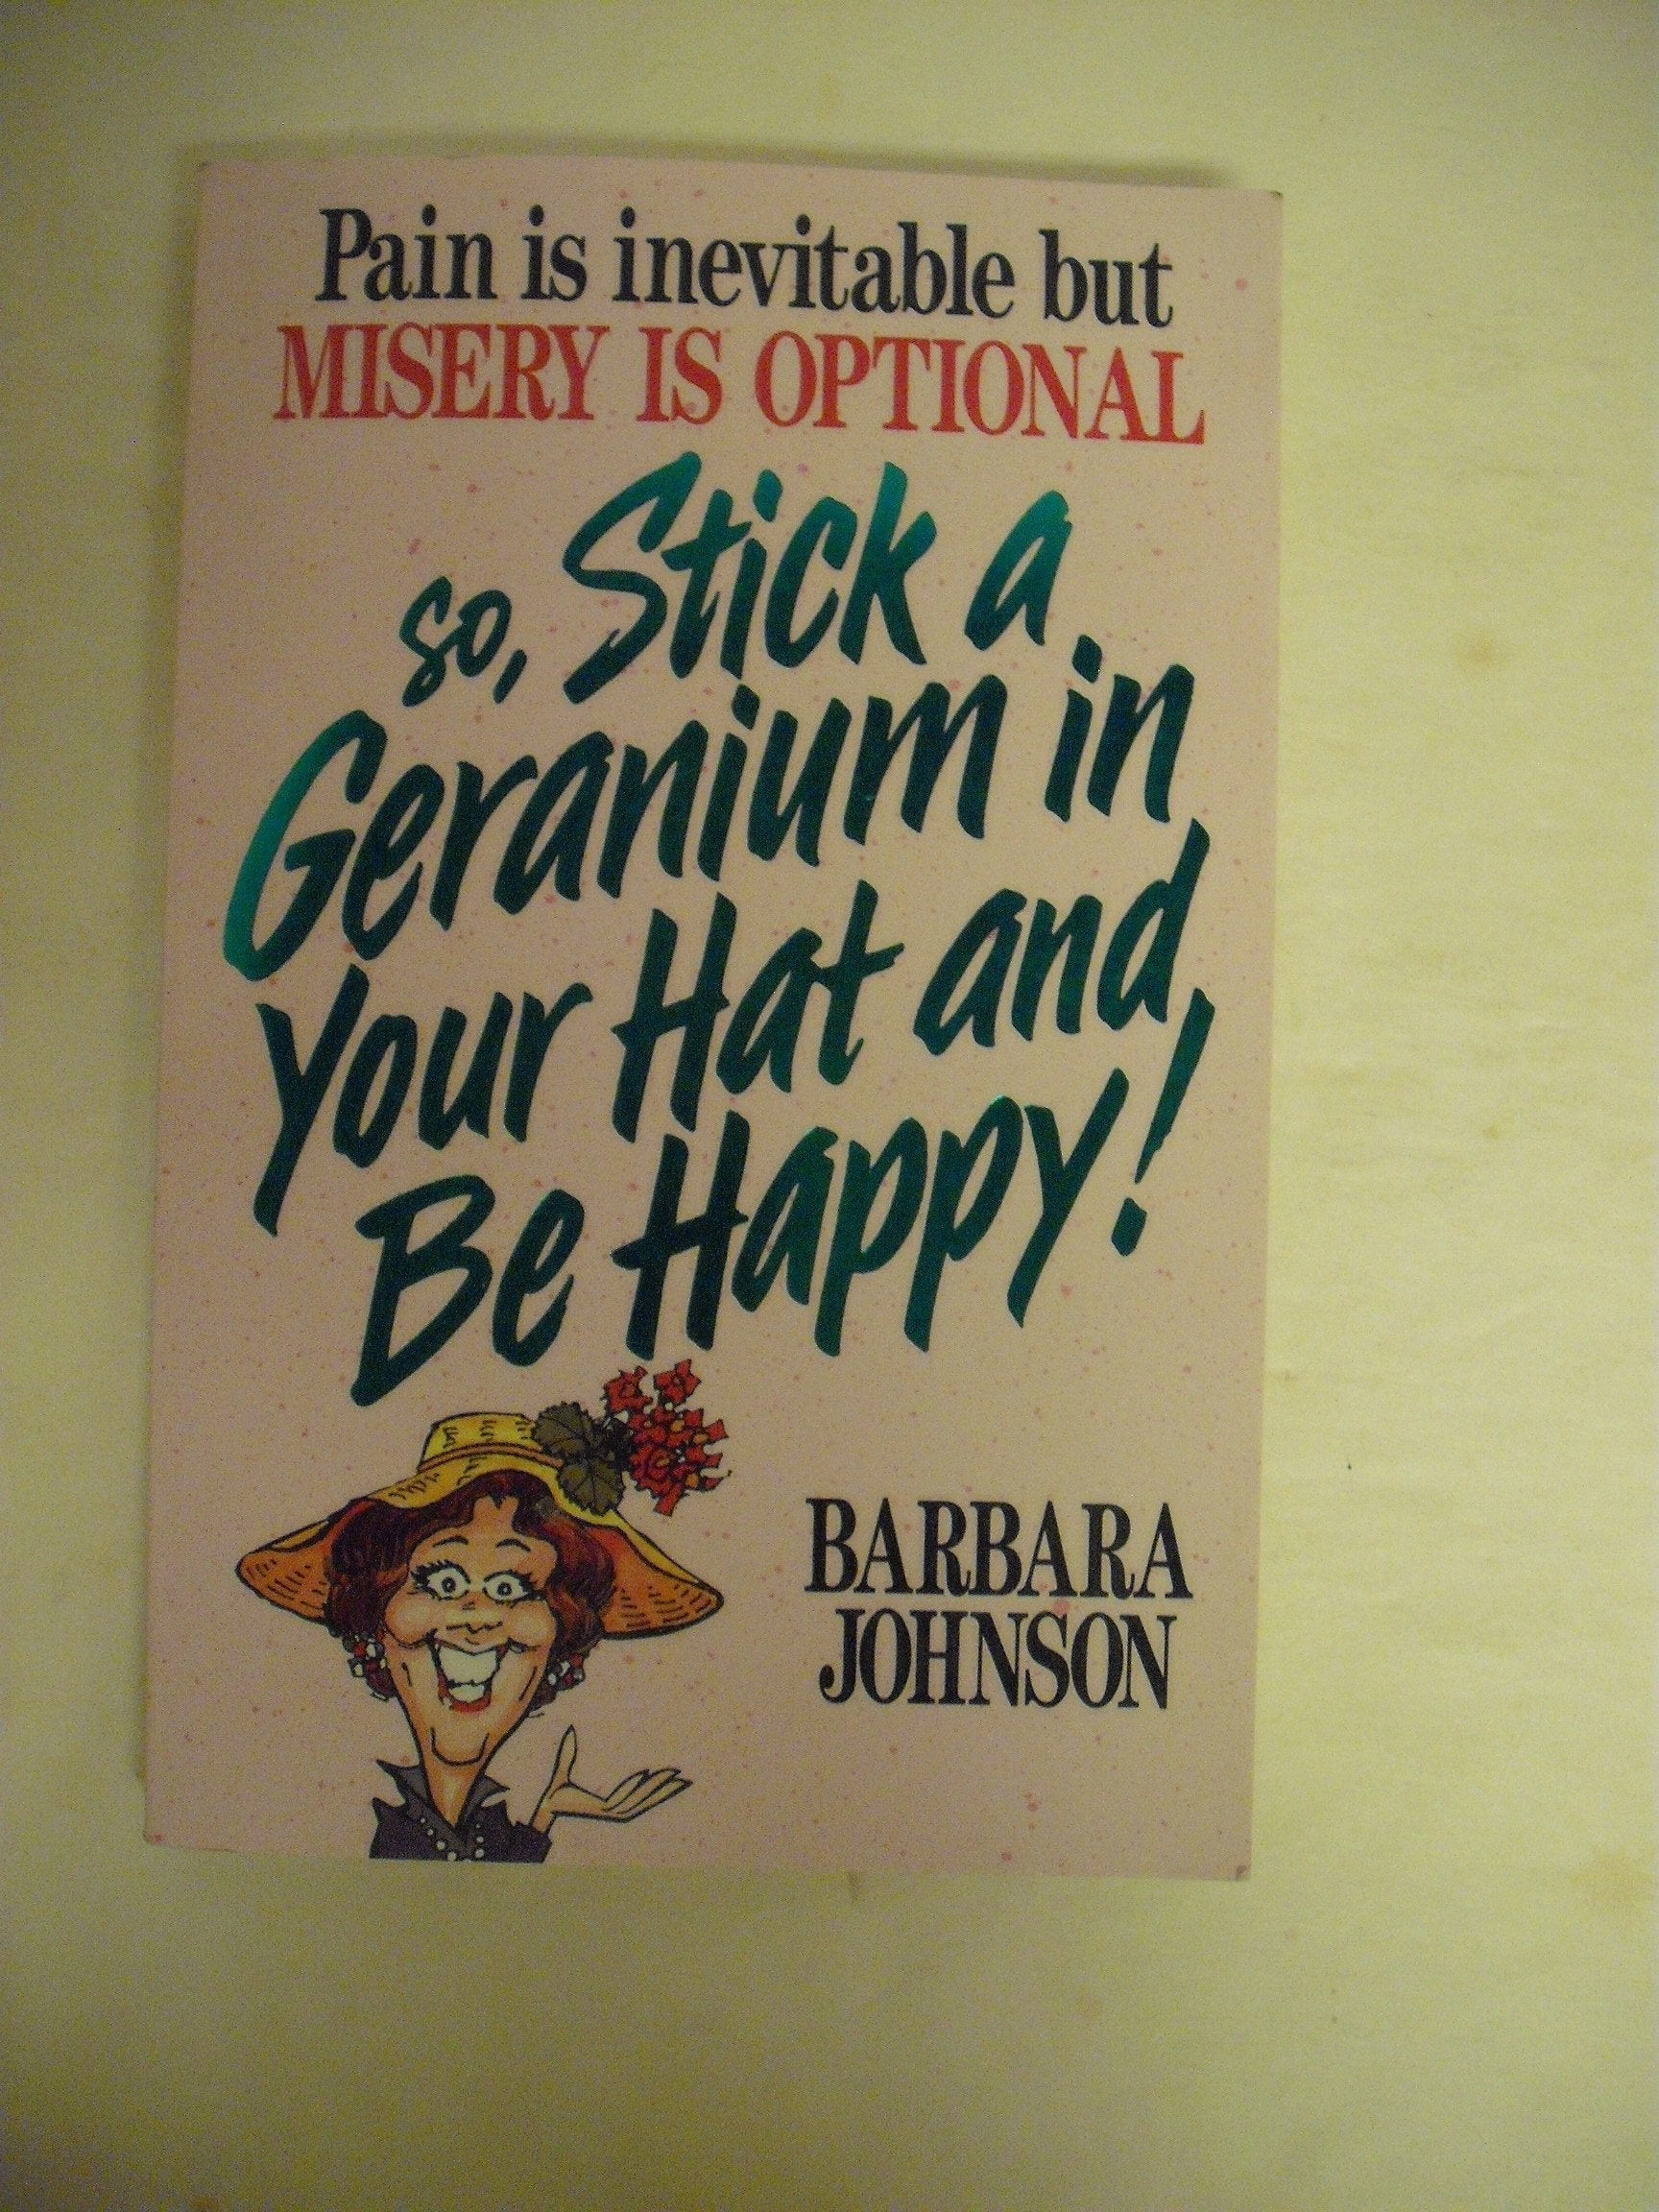 Pain is inevitable but
MISERY IS OPTIONAL
so, Stick a
Geranium in
your Hat and
Be Happy!
BARBARA
JOHNSON